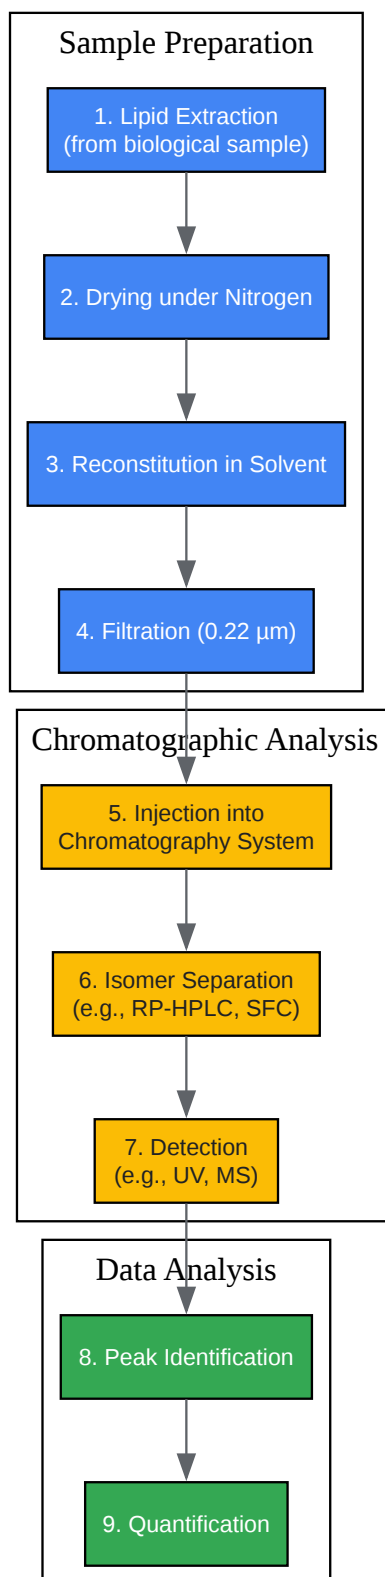 Sample Preparation
1. Lipid Extraction
(from biological sample)
2. Drying under Nitrogen
3. Reconstitution in Solvent
4. Filtration (0.22 µm)
Chromatographic Analysis
5. Injection into
Chromatography System
6. Isomer Separation
(e.g., RP-HPLC, SFC)
7. Detection
(e.g., UV, MS)
Data Analysis
8. Peak Identification
9. Quantification